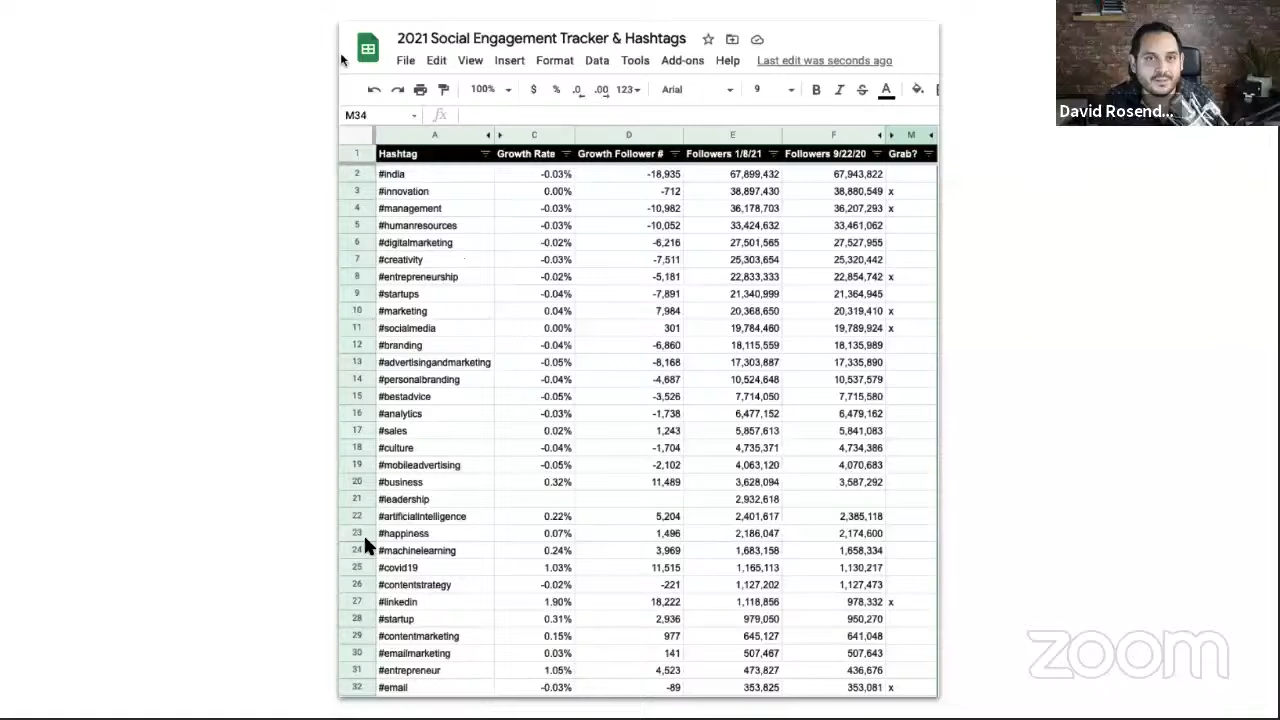 2021 Social Engagement Tracker & Hashtags
File Edit View Insert Format Data Tools Add-ons Help Last edit was seconds ago
100% $ % .0 .00 123 Arial 9 B I S A
M34 fx
A C D E F M
1 Hashtag Growth Rate Growth Follower # Followers 1/8/21 Followers 9/22/20 Grab?
2 #india -0.03% -18,935 67,899,432 67,943,822
3 #innovation 0.00% -712 38,897,430 38,880,549 x
4 #management -0.03% -10,982 36,178,703 36,207,293 x
5 #humanresources -0.03% -10,052 33,424,632 33,461,062
6 #digitalmarketing -0.02% -6,216 27,501,565 27,527,955
7 #creativity -0.03% -7,511 25,303,654 25,320,442
8 #entrepreneurship -0.02% -5,181 22,833,333 22,854,742 x
9 #startups -0.04% -7,891 21,340,999 21,364,945
10 #marketing 0.04% 7,984 20,368,650 20,319,410 x
11 #socialmedia 0.00% 301 19,784,460 19,789,924 x
12 #branding -0.04% -6,860 18,115,559 18,135,989
13 #advertisingandmarketing -0.05% -8,168 17,303,887 17,335,890
14 #personalbranding -0.04% -4,687 10,524,648 10,537,579
15 #bestadvice -0.05% -3,526 7,714,050 7,715,580
16 #analytics -0.03% -1,738 6,477,152 6,479,162
17 #sales 0.02% 1,243 5,857,613 5,841,083
18 #culture -0.04% -1,704 4,735,371 4,734,386
19 #mobileadvertising -0.05% -2,102 4,063,120 4,070,683
20 #business 0.32% 11,489 3,628,094 3,587,292
21 #leadership 2,932,618
22 #artificialintelligence 0.22% 5,204 2,401,617 2,385,118
23 #happiness 0.07% 1,496 2,186,047 2,174,600
24 #machinelearning 0.24% 3,969 1,683,158 1,658,334
25 #covid19 1.03% 11,515 1,165,113 1,130,217
26 #contentstrategy -0.02% -221 1,127,202 1,127,473
27 #linkedin 1.90% 18,222 1,118,856 978,332 x
28 #startup 0.31% 2,936 979,050 950,270
29 #contentmarketing 0.15% 977 645,127 641,048
30 #emailmarketing 0.03% 141 507,467 507,643
31 #entrepreneur 1.05% 4,523 473,827 436,676
32 #email -0.03% -89 353,825 353,081 x
David Rosend...
zoom